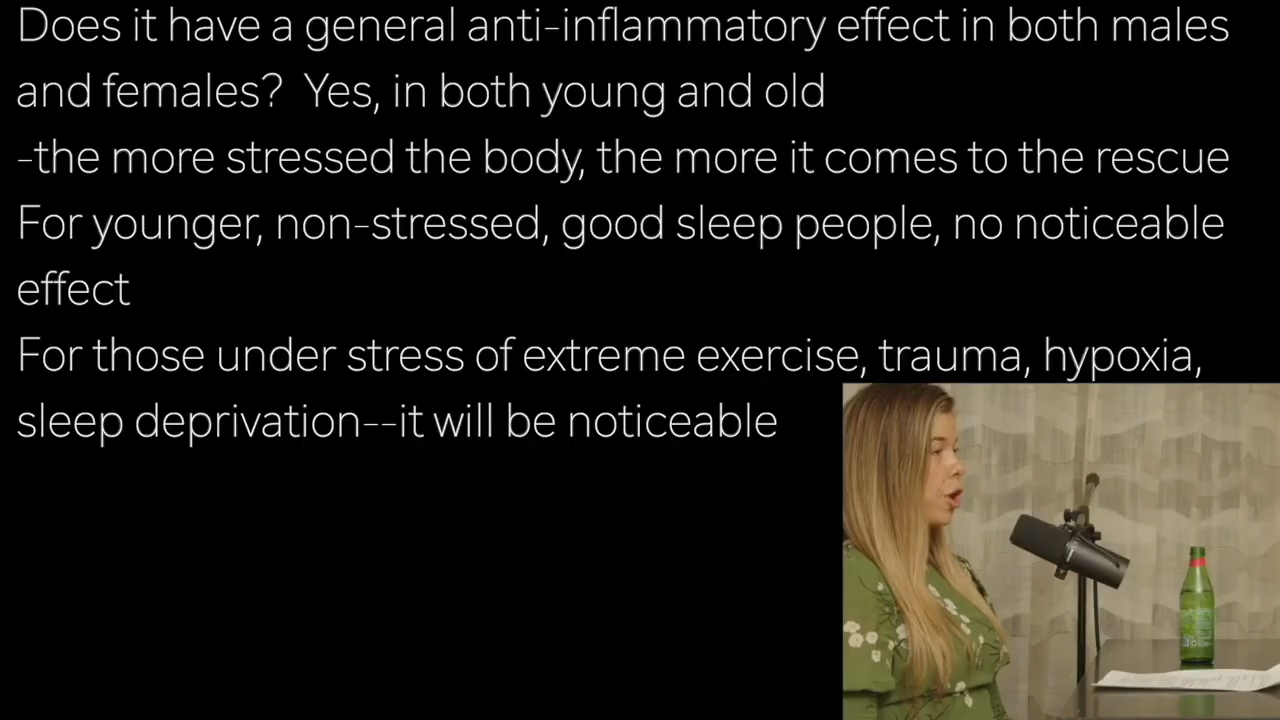 Does it have a general anti-inflammatory effect in both males
and females?  Yes, in both young and old
-the more stressed the body, the more it comes to the rescue
For younger, non-stressed, good sleep people, no noticeable
effect
For those under stress of extreme exercise, trauma, hypoxia,
sleep deprivation--it will be noticeable